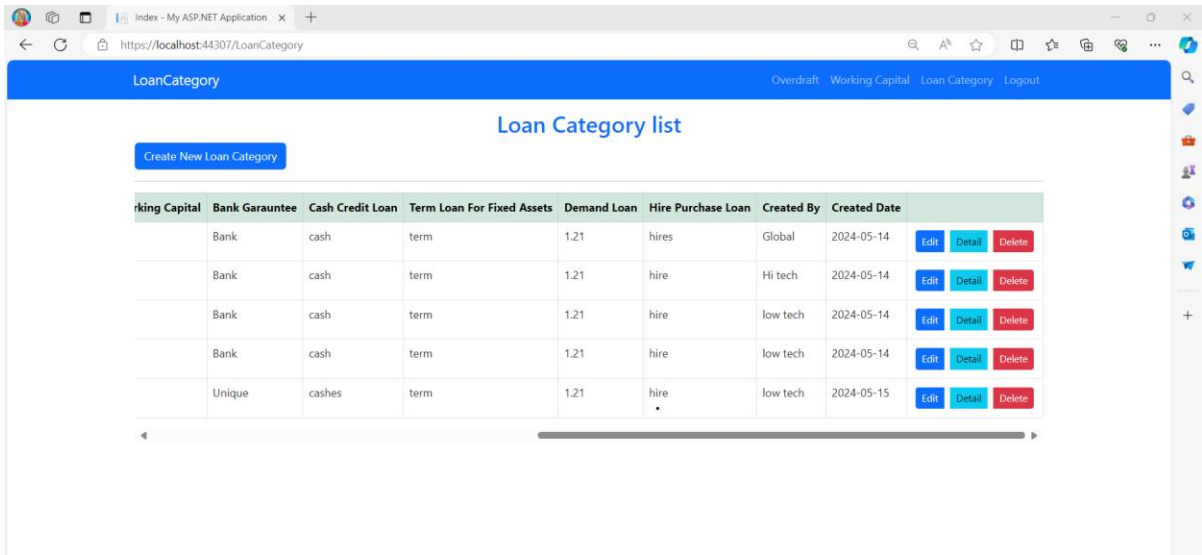 Index - My ASP.NET Application
https://localhost:44307/LoanCategory
LoanCategory Overdraft Working Capital Loan Category Logout
Loan Category list
Create New Loan Category
rking Capital Bank Garauntee Cash Credit Loan Term Loan For Fixed Assets Demand Loan Hire Purchase Loan Created By Created Date
Bank cash term 1.21 hires Global 2024-05-14 Edit Detail Delete
Bank cash term 1.21 hire Hi tech 2024-05-14 Edit Detail Delete
Bank cash term 1.21 hire low tech 2024-05-14 Edit Detail Delete
Bank cash term 1.21 hire low tech 2024-05-14 Edit Detail Delete
Unique cashes term 1.21 hire low tech 2024-05-15 Edit Detail Delete